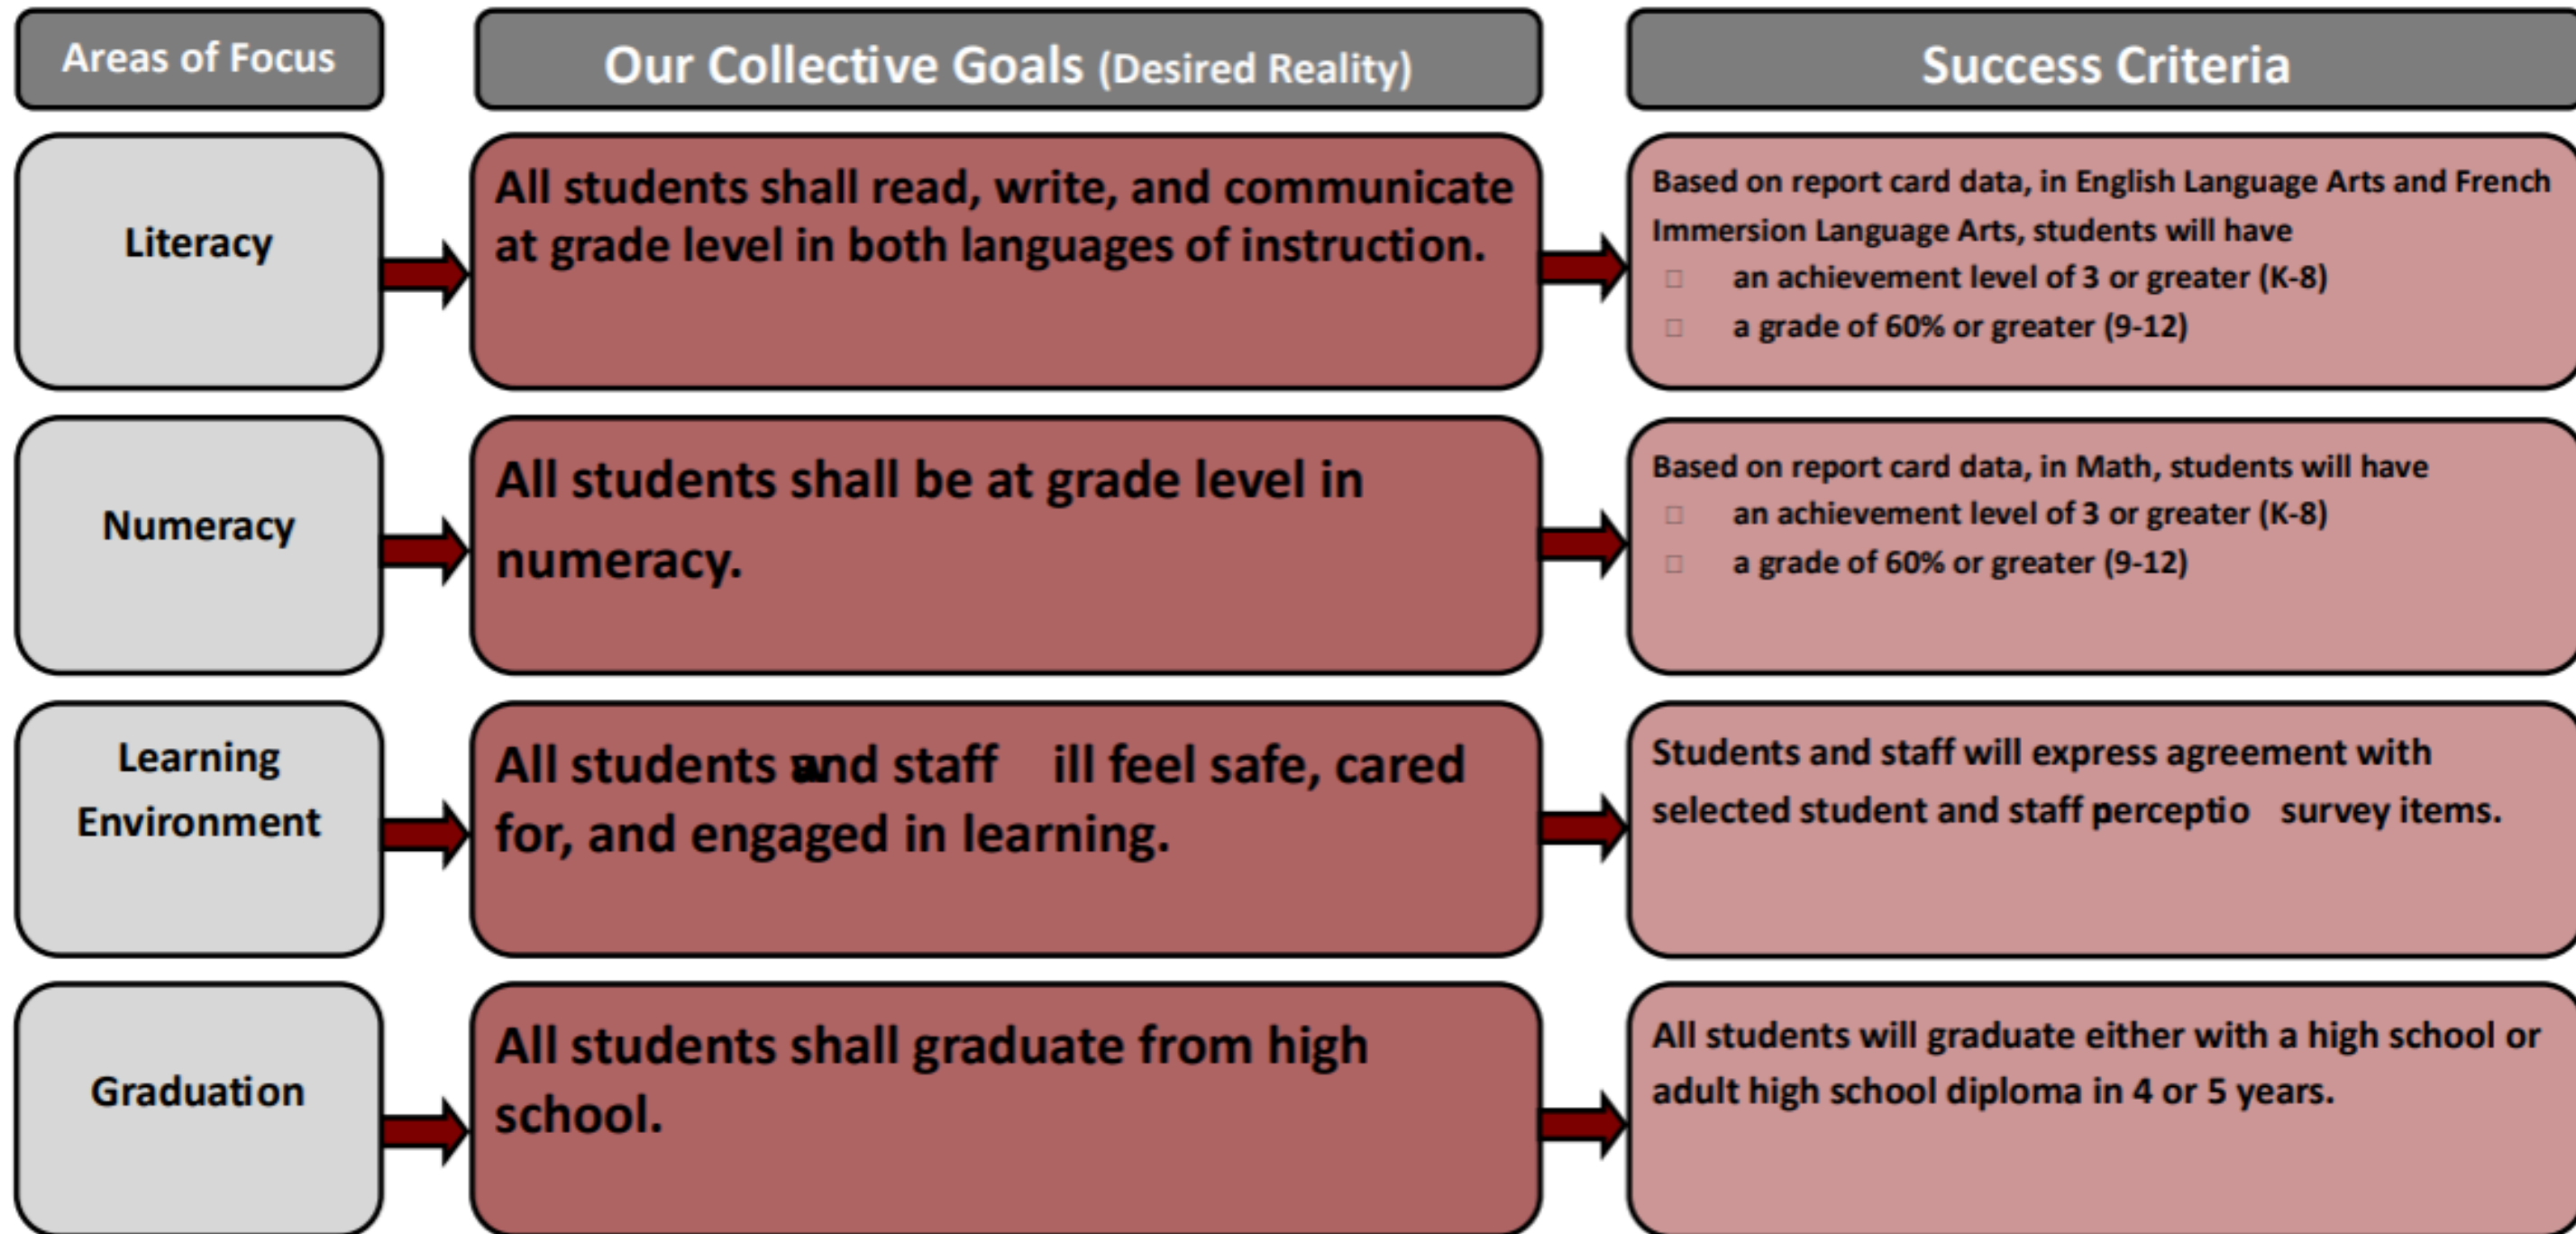 Areas of Focus
Our Collective Goals (Desired Reality)
Success Criteria
Literacy
All students shall read, write, and communicate
at grade level in both languages of instruction.
Based on report card data, in English Language Arts and French
Immersion Language Arts, students will have
an achievement level of 3 or greater (K-8)
a grade of 60% or greater (9-12)
Numeracy
All students shall be at grade level in
numeracy.
Based on report card data, in Math, students will have
an achievement level of 3 or greater (K-8)
a grade of 60% or greater (9-12)
Learning
Environment
All students and staff will feel safe, cared
for, and engaged in learning.
Students and staff will express agreement with
selected student and staff perceptio survey items.
Graduation
All students shall graduate from high
school.
All students will graduate either with a high school or
adult high school diploma in 4 or 5 years.